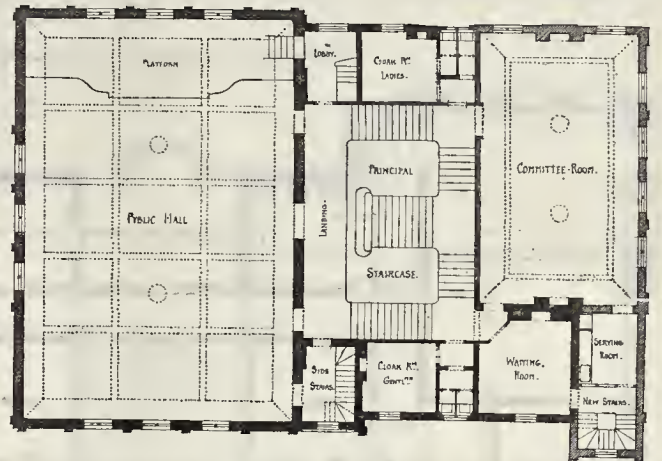 PLATFORM
LOBBY.
CLOAK Rm
LADIES.
PUBLIC HALL
LANDING.
PRINCIPAL
STAIRCASE.
COMMITTEE-ROOM.
SIDE
STAIRS.
CLOAK Rm
GENTLmn
WAITING
ROOM.
SERVING
ROOM.
NEW STAIRS.